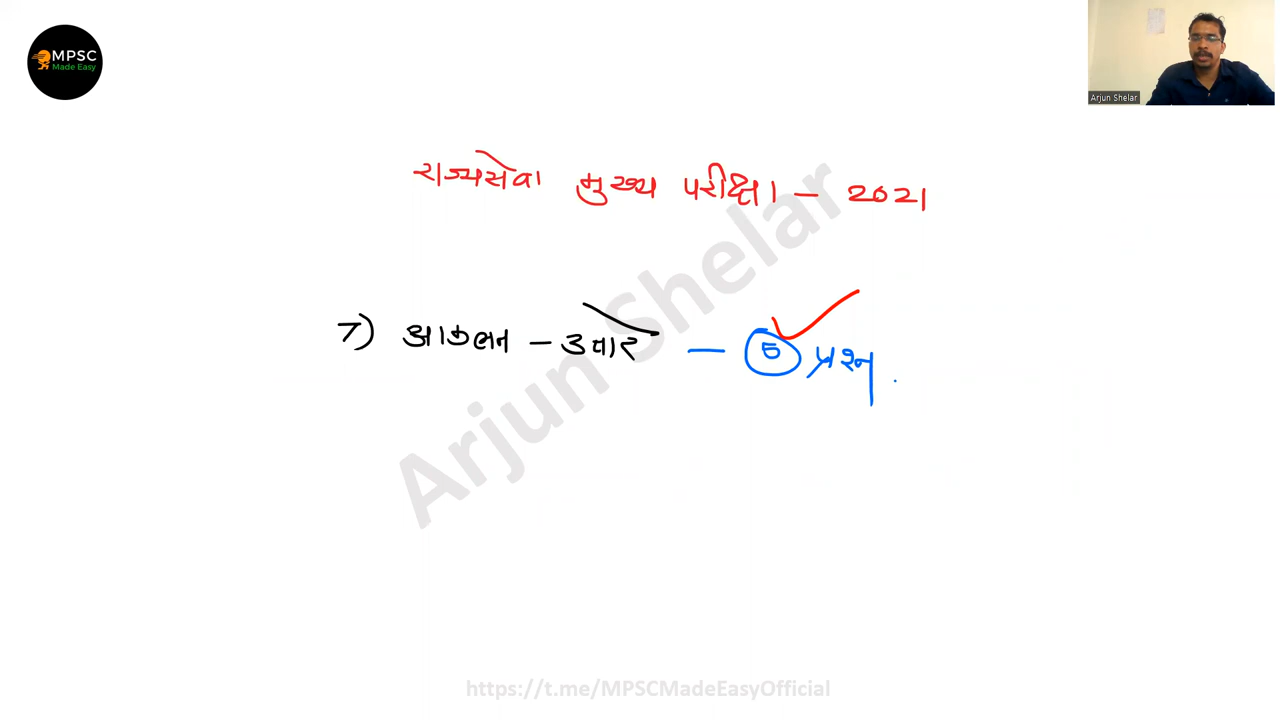 MPSC
Made Easy
Arjun Shelar
राज्यसेवा मुख्य परीक्षा - 2021
7) आकलन - उतारे - 5 प्रश्न
Arjun Shelar
https://t.me/MPSCMadeEasyOfficial